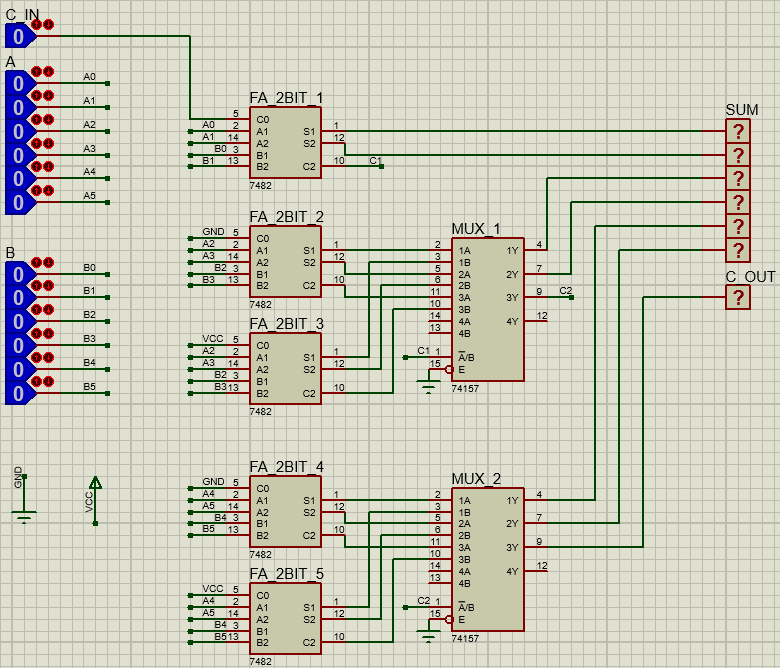 C_IN
0
A
0 A0
0 A1
0 A2
0 A3
0 A4
0 A5
B
0 B0
0 B1
0 B2
0 B3
0 B4
0 B5
GND
VCC
FA_2BIT_1
5 C0
A0 2 A1 S1 1
A1 14 A2 S2 12
B0 3 B1
B1 13 B2 C2 10 C1
7482
FA_2BIT_2
GND 5 C0
A2 2 A1 S1 1
A3 14 A2 S2 12
B2 3 B1
B3 13 B2 C2 10
7482
FA_2BIT_3
VCC 5 C0
A2 2 A1 S1 1
A3 14 A2 S2 12
B2 3 B1
B3 13 B2 C2 10
7482
MUX_1
2 1A 1Y 4
3 1B
5 2A 2Y 7
6 2B
11 3A 3Y 9 C2
10 3B
14 4A 4Y 12
13 4B
C1 1 A/B
15 E
74157
FA_2BIT_4
GND 5 C0
A4 2 A1 S1 1
A5 14 A2 S2 12
B4 3 B1
B5 13 B2 C2 10
7482
FA_2BIT_5
VCC 5 C0
A4 2 A1 S1 1
A5 14 A2 S2 12
B4 3 B1
B5 13 B2 C2 10
7482
MUX_2
2 1A 1Y 4
3 1B
5 2A 2Y 7
6 2B
11 3A 3Y 9
10 3B
14 4A 4Y 12
13 4B
C2 1 A/B
15 E
74157
SUM
?
?
?
?
?
?
C_OUT
?